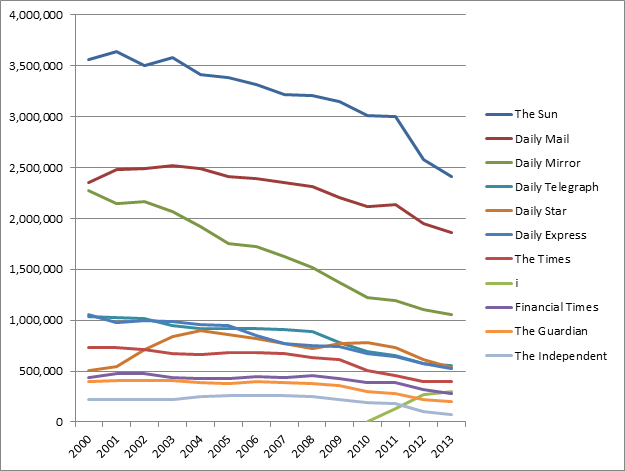 4,000,000
3,500,000
3,000,000
2,500,000
2,000,000
1,500,000
1,000,000
500,000
0
2000 2001 2002 2003 2004 2005 2006 2007 2008 2009 2010 2011 2012 2013
The Sun
Daily Mail
Daily Mirror
Daily Telegraph
Daily Star
Daily Express
The Times
i
Financial Times
The Guardian
The Independent